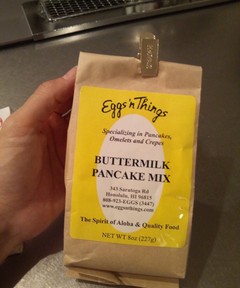 Eggs 'n Things
Specializing in Pancakes,
Omelets and Crepes
BUTTERMILK
PANCAKE MIX
343 Saratoga Rd
Honolulu, HI 96815
808-923-EGGS (3447)
www.eggsnthings.com
The Spirit of Aloha & Quality Food
NET WT 8oz (227g)